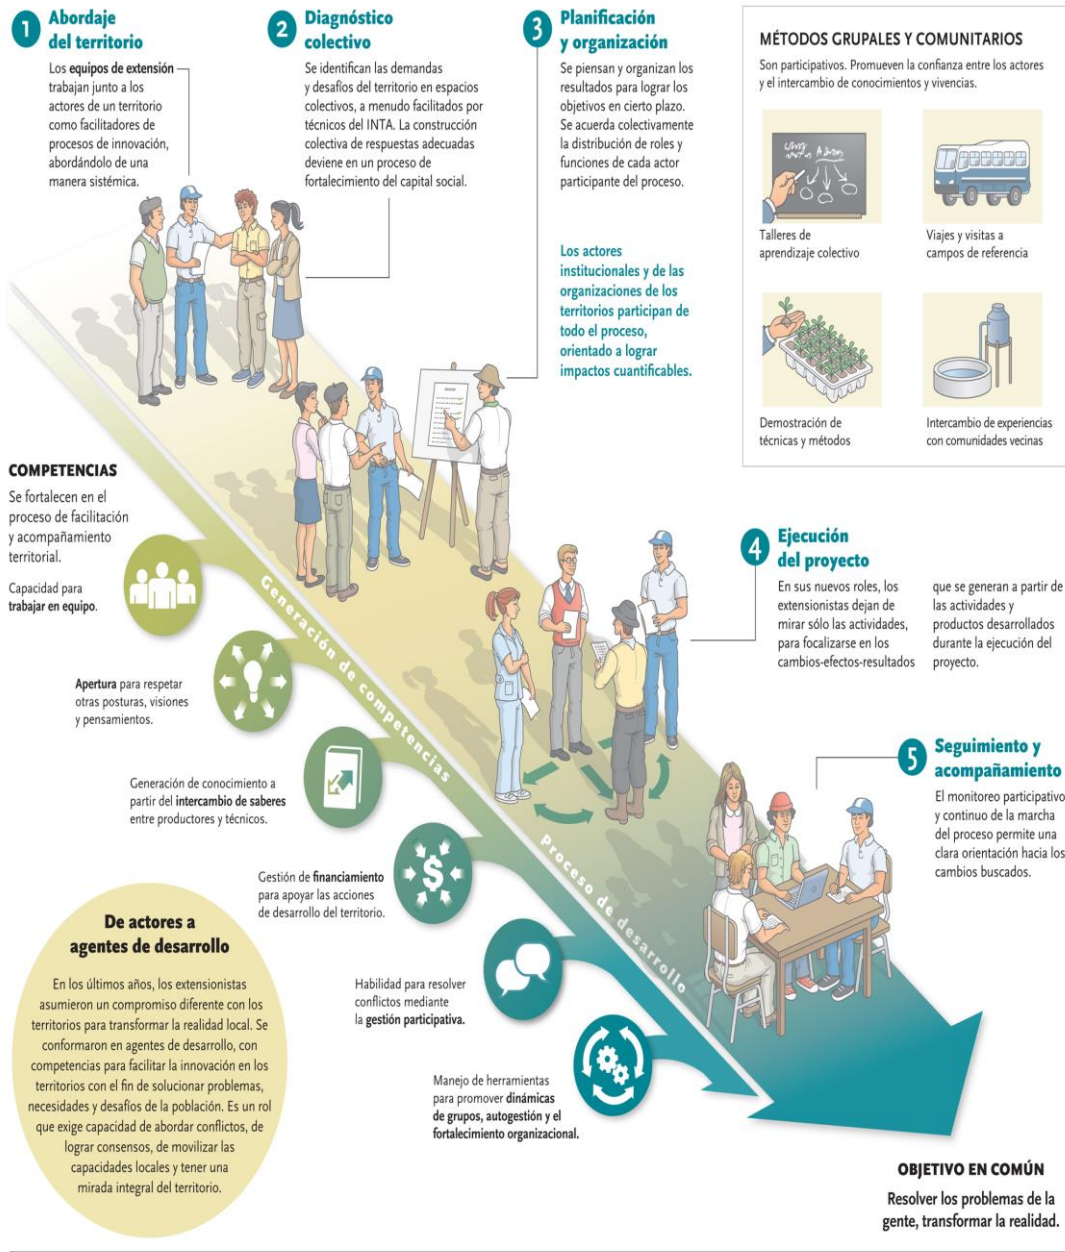 1
Abordaje
del territorio
Los equipos de extensión
trabajan junto a los
actores de un territorio
como facilitadores de
procesos de innovación,
abordándolo de una
manera sistémica.
2
Diagnóstico
colectivo
Se identifican las demandas
y desafíos del territorio en espacios
colectivos, a menudo facilitados por
técnicos del INTA. La construcción
colectiva de respuestas adecuadas
deviene en un proceso de
fortalecimiento del capital social.
3
Planificación
y organización
Se piensan y organizan los
resultados para lograr los
objetivos en cierto plazo.
Se acuerda colectivamente
la distribución de roles y
funciones de cada actor
participante del proceso.
Los actores
institucionales y de las
organizaciones de los
territorios participan de
todo el proceso,
orientado a lograr
impactos cuantificables.
MÉTODOS GRUPALES Y COMUNITARIOS
Son participativos. Promueven la confianza entre los actores
y el intercambio de conocimientos y vivencias.
Talleres de
aprendizaje colectivo
Viajes y visitas a
campos de referencia
Demostración de
técnicas y métodos
Intercambio de experiencias
con comunidades vecinas
COMPETENCIAS
Se fortalecen en el
proceso de facilitación
y acompañamiento
territorial.
Capacidad para
trabajar en equipo.
Apertura para respetar
otras posturas, visiones
y pensamientos.
Generación de conocimiento a
partir del intercambio de saberes
entre productores y técnicos.
Gestión de financiamiento
para apoyar las acciones
de desarrollo del territorio.
$
Habilidad para resolver
conflictos mediante
la gestión participativa.
Manejo de herramientas
para promover dinámicas
de grupos, autogestión y el
fortalecimiento organizacional.
Generación de competencias
Proceso de desarrollo
4
Ejecución
del proyecto
En sus nuevos roles, los
extensionistas dejan de
mirar sólo las actividades,
para focalizarse en los
cambios-efectos-resultados
que se generan a partir de
las actividades y
productos desarrollados
durante la ejecución del
proyecto.
5
Seguimiento y
acompañamiento
El monitoreo participativo
y continuo de la marcha
del proceso permite una
clara orientación hacia los
cambios buscados.
De actores a
agentes de desarrollo
En los últimos años, los extensionistas
asumieron un compromiso diferente con los
territorios para transformar la realidad local. Se
conformaron en agentes de desarrollo, con
competencias para facilitar la innovación en los
territorios con el fin de solucionar problemas,
necesidades y desafíos de la población. Es un rol
que exige capacidad de abordar conflictos, de
lograr consensos, de movilizar las
capacidades locales y tener una
mirada integral del territorio.
OBJETIVO EN COMÚN
Resolver los problemas de la
gente, transformar la realidad.